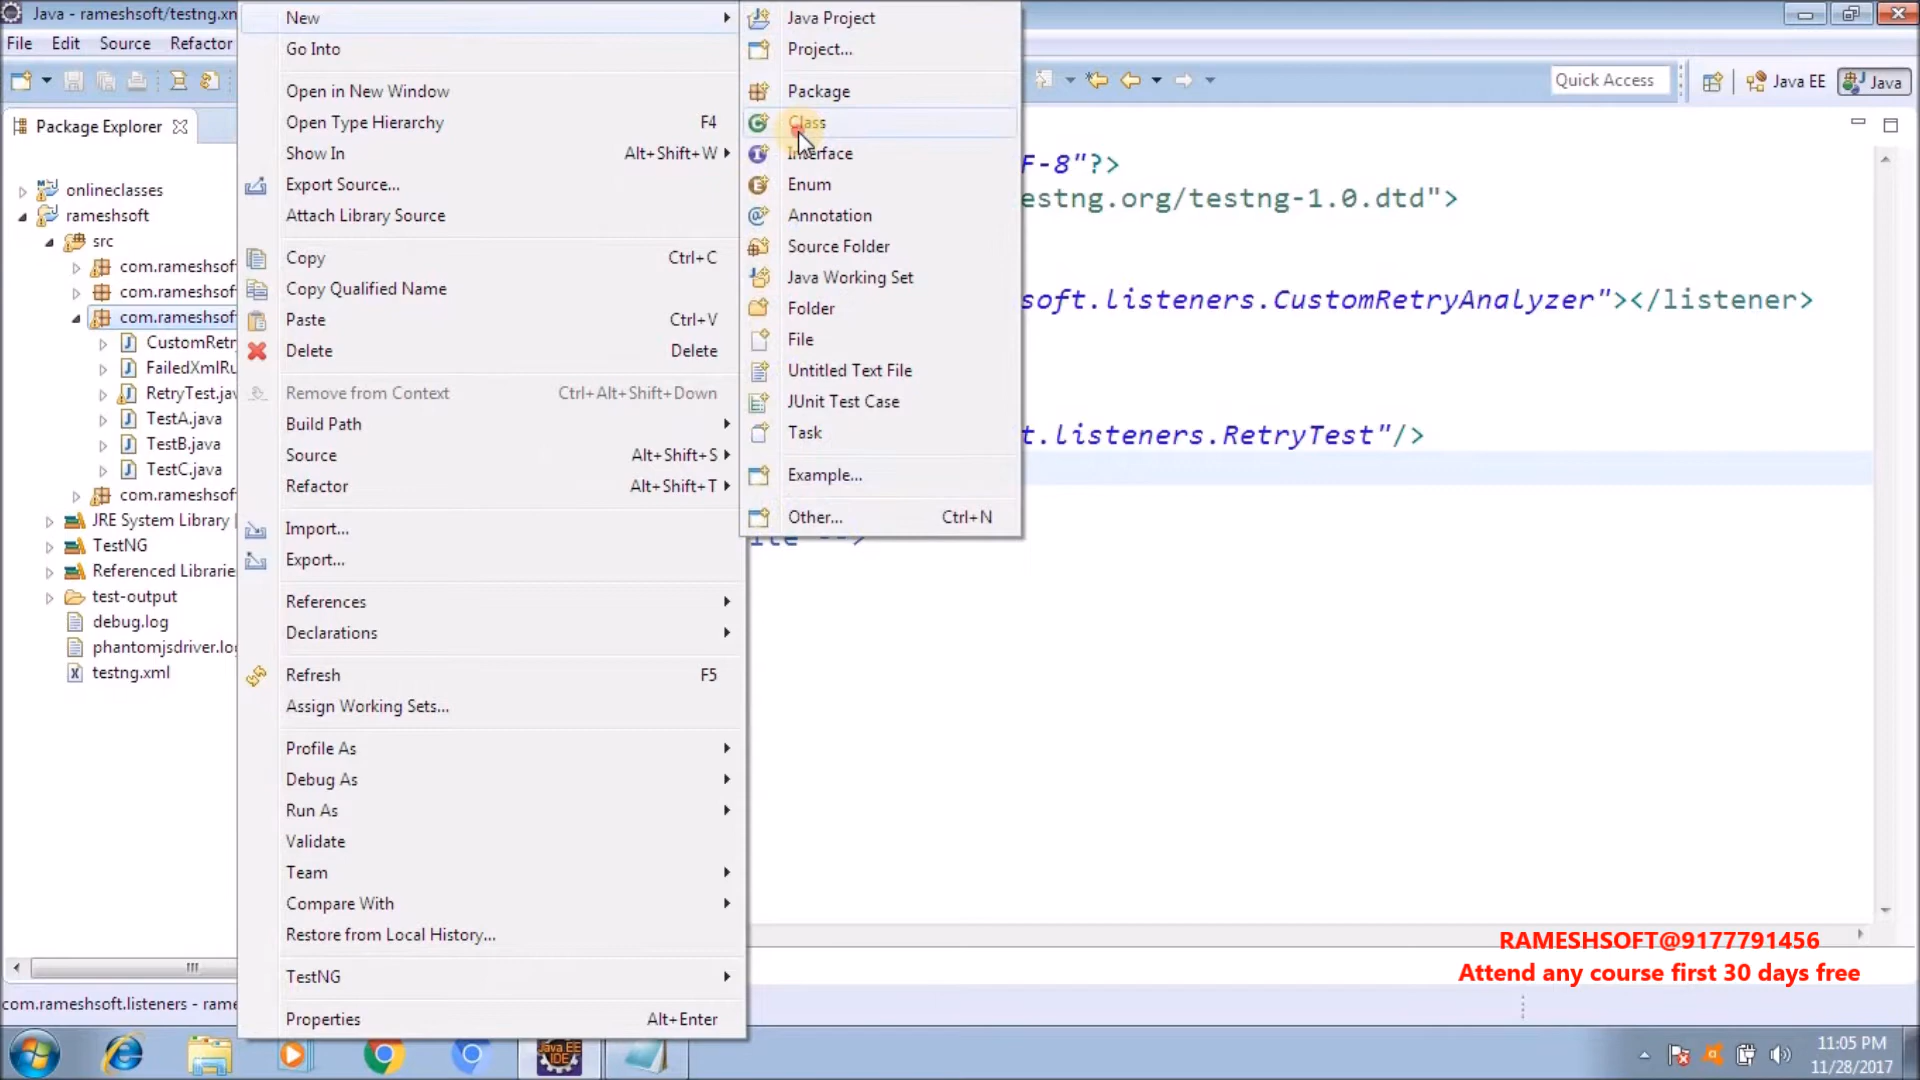 Java - rameshsoft/testng.xn
File Edit Source Refactor
Quick Access
Java EE
Java
Package Explorer
onlineclasses
rameshsoft
src
com.rameshsof
com.rameshsof
com.rameshsof
CustomRetr
FailedXmlRu
RetryTest.jav
TestA.java
TestB.java
TestC.java
com.rameshsof
JRE System Library
TestNG
Referenced Librarie
test-output
debug.log
phantomjsdriver.lo
testng.xml
com.rameshsoft.listeners - rame
New
Go Into
Open in New Window
Open Type Hierarchy F4
Show In Alt+Shift+W
Export Source...
Attach Library Source
Copy Ctrl+C
Copy Qualified Name
Paste Ctrl+V
Delete Delete
Remove from Context Ctrl+Alt+Shift+Down
Build Path
Source Alt+Shift+S
Refactor Alt+Shift+T
Import...
Export...
References
Declarations
Refresh F5
Assign Working Sets...
Profile As
Debug As
Run As
Validate
Team
Compare With
Restore from Local History...
TestNG
Properties Alt+Enter
Java Project
Project...
Package
Class
Interface
Enum
Annotation
Source Folder
Java Working Set
Folder
File
Untitled Text File
JUnit Test Case
Task
Example...
Other... Ctrl+N
F-8"?>
estng.org/testng-1.0.dtd">
soft.listeners.CustomRetryAnalyzer"></listener>
t.listeners.RetryTest"/>
RAMESHSOFT@9177791456
Attend any course first 30 days free
Java EE
IDE
11:05 PM
11/28/2017